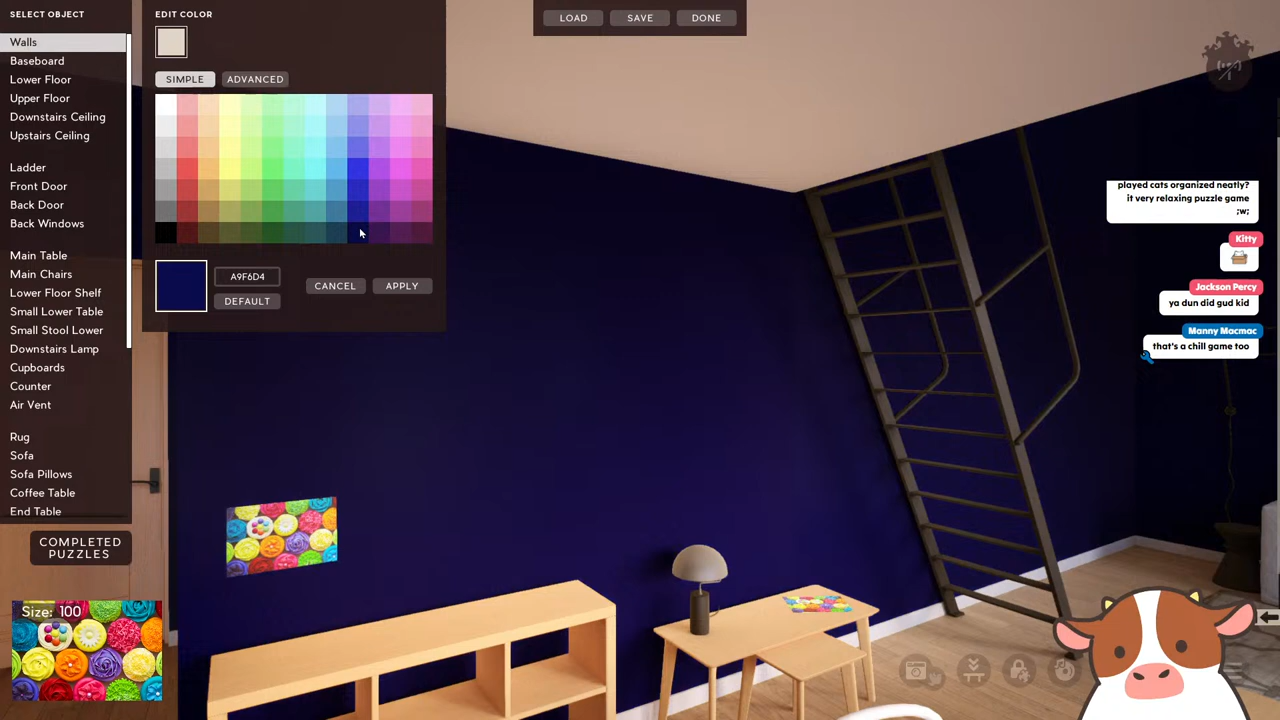 SELECT OBJECT
Walls
Baseboard
Lower Floor
Upper Floor
Downstairs Ceiling
Upstairs Ceiling
Ladder
Front Door
Back Door
Back Windows
Main Table
Main Chairs
Lower Floor Shelf
Small Lower Table
Small Stool Lower
Downstairs Lamp
Cupboards
Counter
Air Vent
Rug
Sofa
Sofa Pillows
Coffee Table
End Table
COMPLETED
PUZZLES
Size: 100
EDIT COLOR
SIMPLE
ADVANCED
A9F6D4
DEFAULT
CANCEL
APPLY
LOAD
SAVE
DONE
played cats organized neatly?
it very relaxing puzzle game
;w;
Kitty
Jackson Percy
ya dun did gud kid
Manny Macmac
that's a chill game too